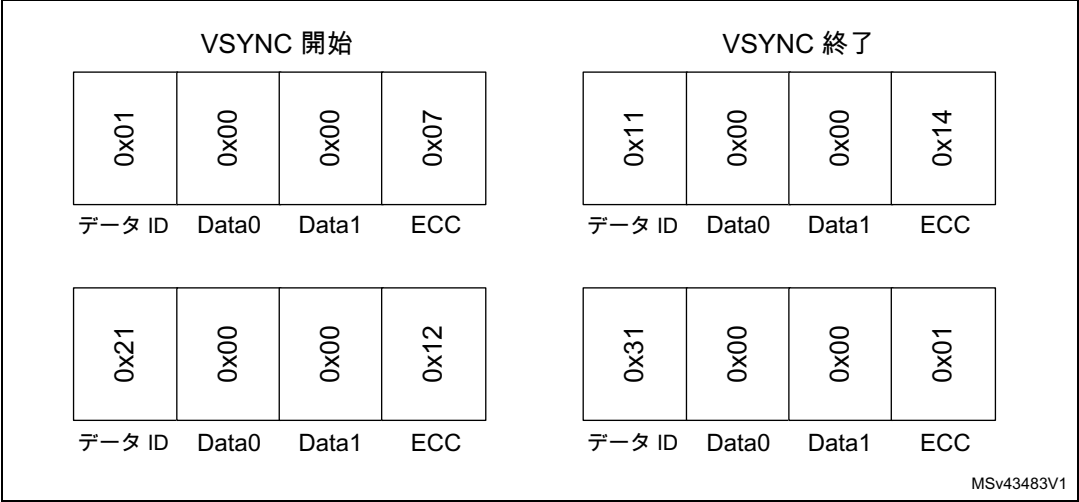 VSYNC 開始
VSYNC 終了
0x01 0x00 0x00 0x07
データ ID Data0 Data1 ECC
0x11 0x00 0x00 0x14
データ ID Data0 Data1 ECC
0x21 0x00 0x00 0x12
データ ID Data0 Data1 ECC
0x31 0x00 0x00 0x01
データ ID Data0 Data1 ECC
MSv43483V1